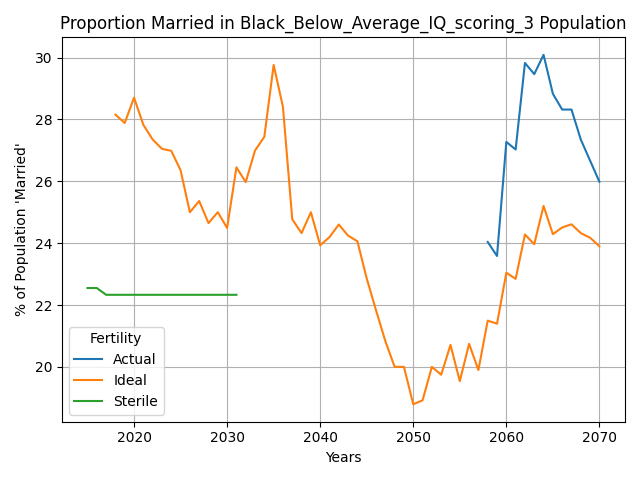 Proportion Married in Black_Below_Average_IQ_scoring_3 Population
% of Population 'Married'
30
28
26
24
22
20
Fertility
Actual
Ideal
Sterile
2020 2030 2040 2050 2060 2070
Years